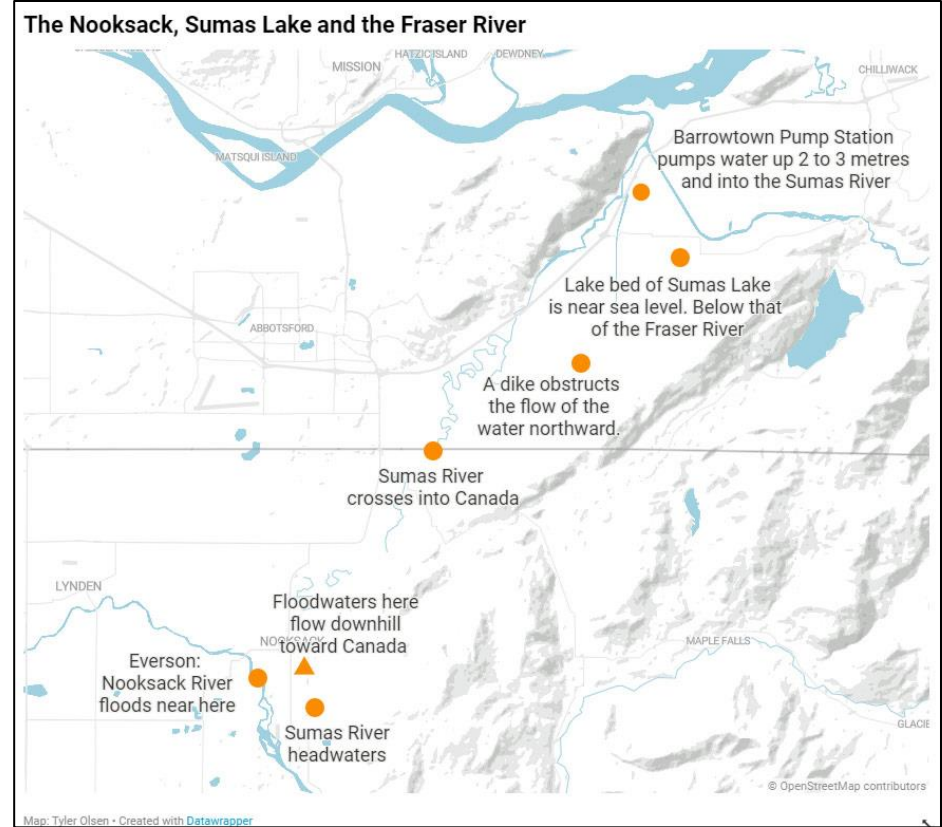 The Nooksack, Sumas Lake and the Fraser River
HATZIC ISLAND
DEWDNEY
MISSION
CHILLIWACK
MATSQUI ISLAND
Barrowtown Pump Station
pumps water up 2 to 3 metres
and into the Sumas River
Lake bed of Sumas Lake
is near sea level. Below that
of the Fraser River
ABBOTSFORD
A dike obstructs
the flow of the
water northward.
Sumas River
crosses into Canada
LYNDEN
Floodwaters here
flow downhill
toward Canada
NOOKSACK
MAPLE FALLS
Everson:
Nooksack River
floods near here
Sumas River
headwaters
GLACIE
© OpenStreetMap contributors
Map: Tyler Olsen • Created with Datawrapper